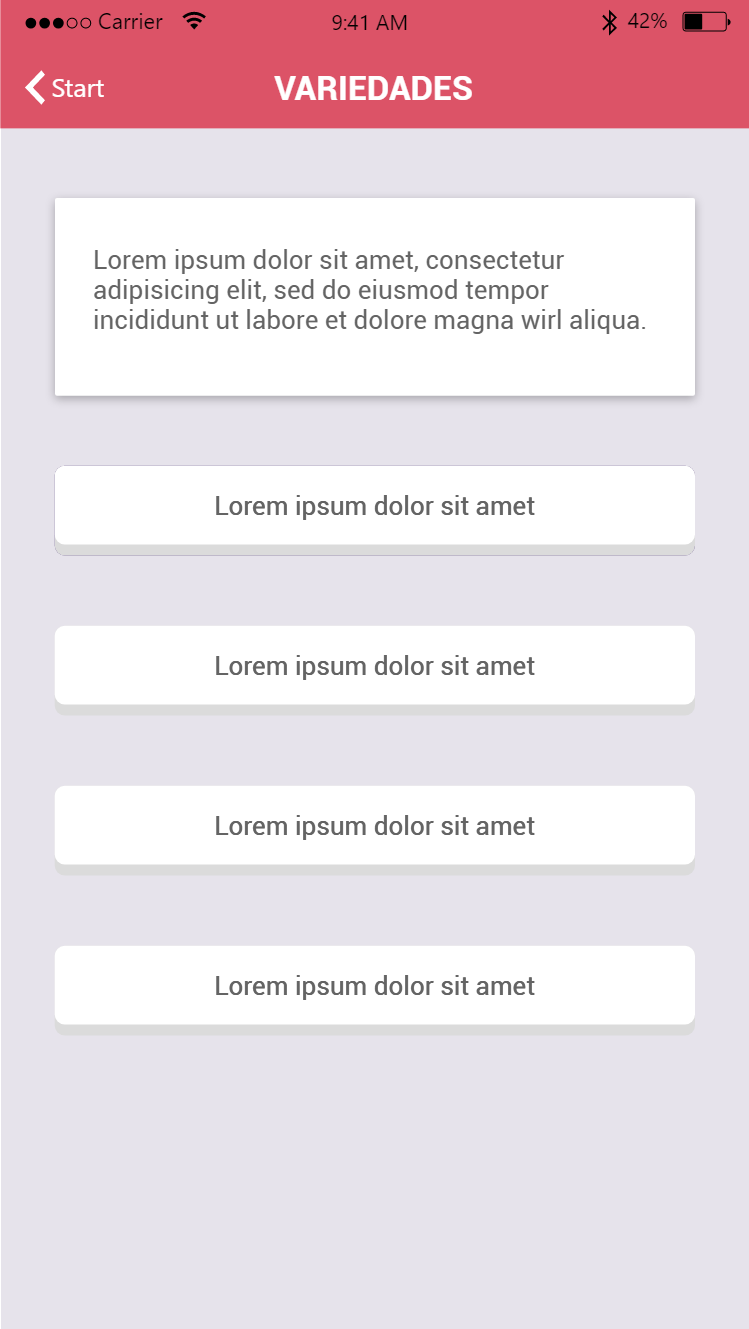 Carrier 9:41 AM 42%
Start VARIEDADES
Lorem ipsum dolor sit amet, consectetur
adipisicing elit, sed do eiusmod tempor
incididunt ut labore et dolore magna wirl aliqua.
Lorem ipsum dolor sit amet
Lorem ipsum dolor sit amet
Lorem ipsum dolor sit amet
Lorem ipsum dolor sit amet